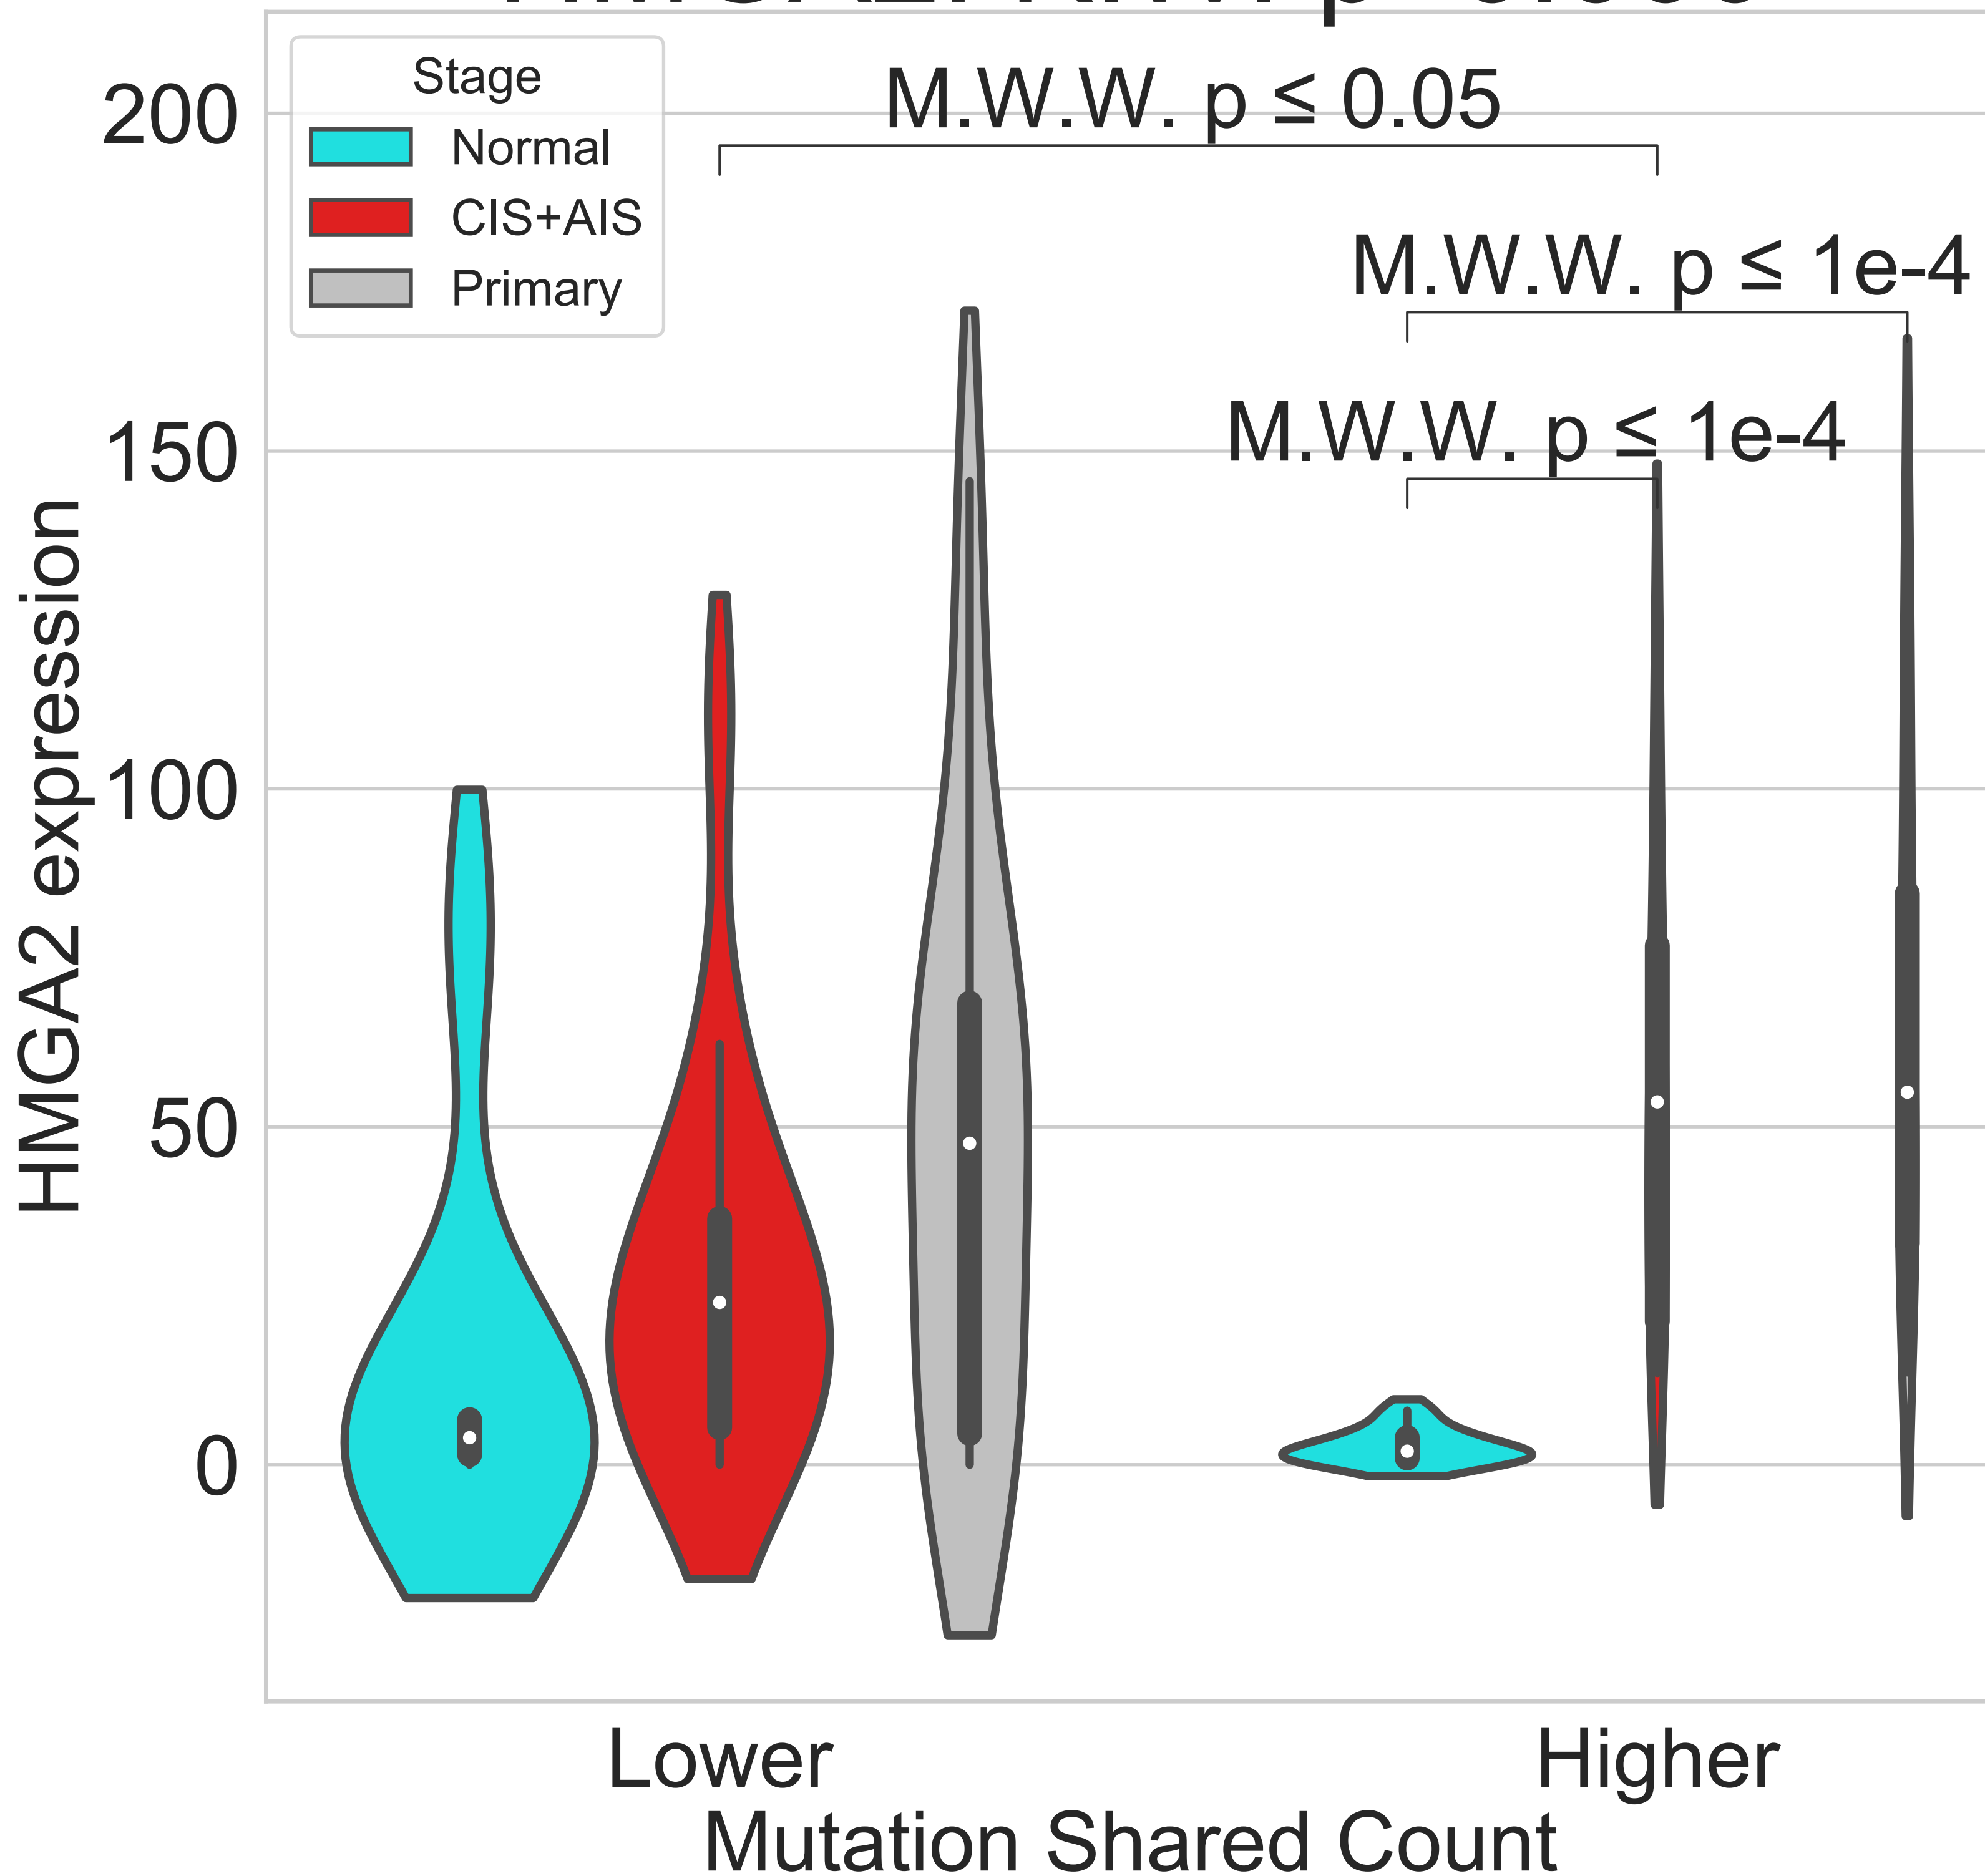 Stage
Normal
CIS+AIS
Primary
M.W.W. p ≤ 0.05
M.W.W. p ≤ 1e-4
M.W.W. p ≤ 1e-4
200
150
100
50
0
HMGA2 expression
Lower
Higher
Mutation Shared Count